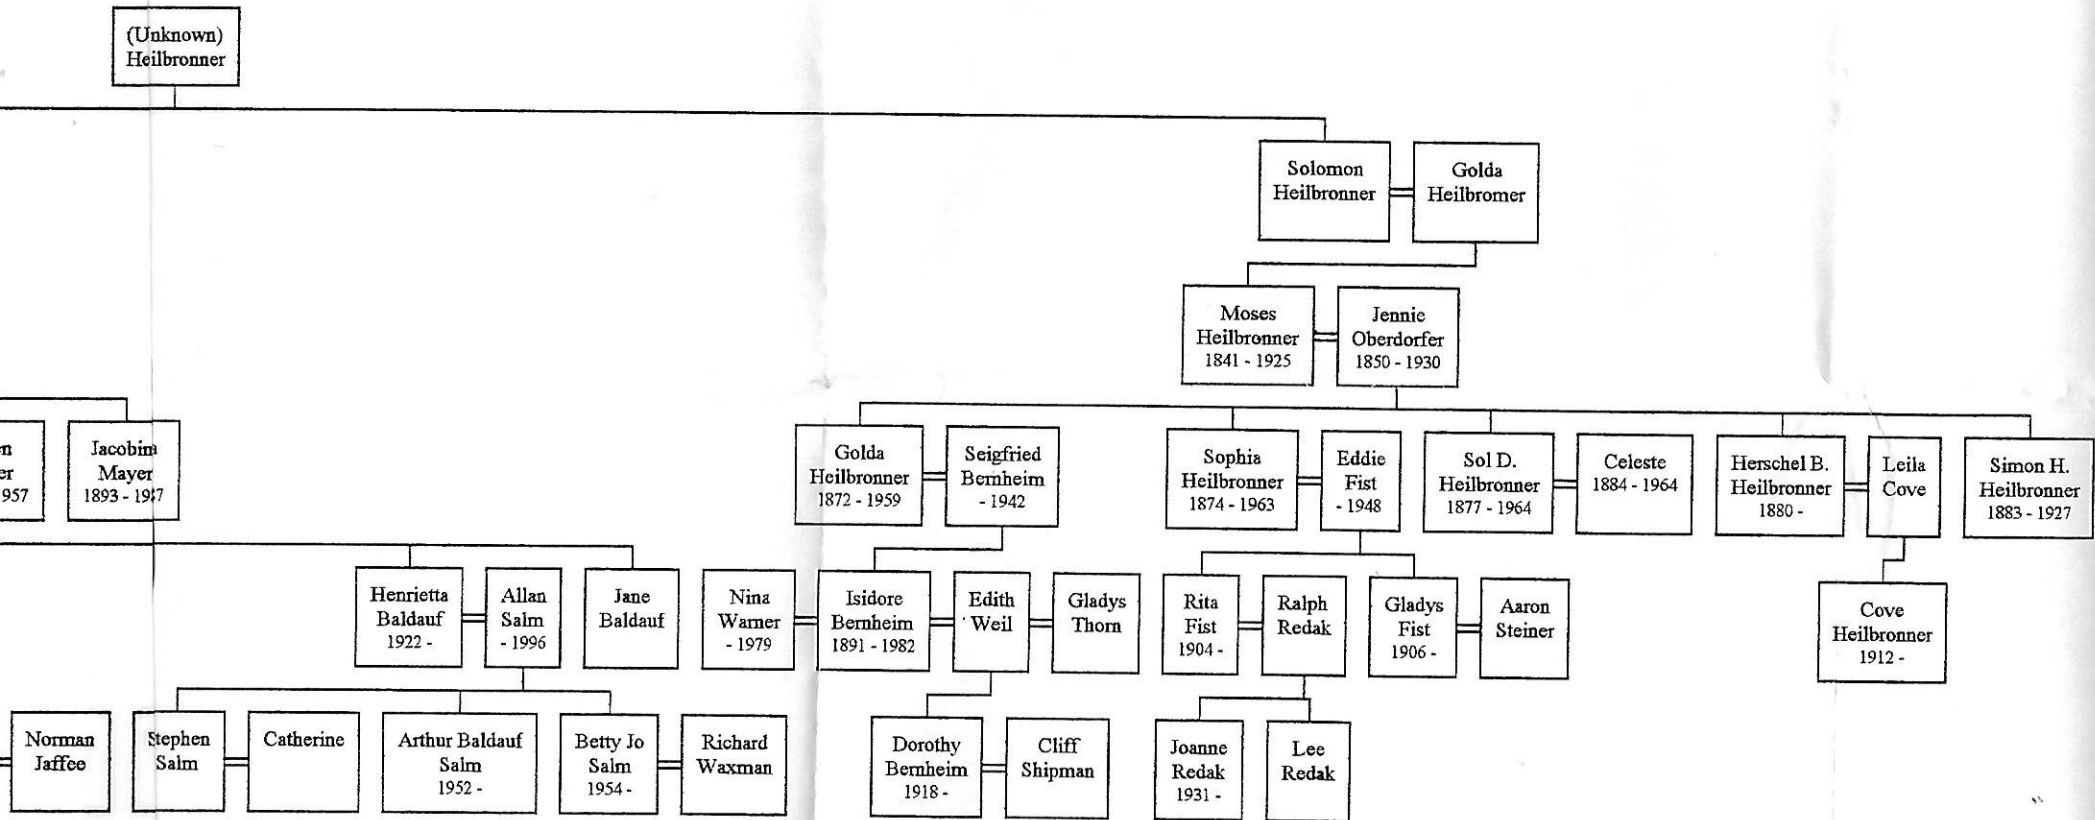 (Unknown)
Heilbronner
Solomon
Heilbronner
Golda
Heilbromer
Moses
Heilbronner
1841 - 1925
Jennie
Oberdorfer
1850 - 1930
n
er
957
Jacobina
Mayer
1893 -
Golda
Heilbronner
1872 - 1959
Seigfried
Bernheim
- 1942
Sophia
Heilbronner
1874 - 1963
Eddie
Fist
- 1948
Sol D.
Heilbronner
1877 - 1964
Celeste
1884 - 1964
Herschel B.
Heilbronner
1880 -
Leila
Cove
Simon H.
Heilbronner
1883 - 1927
Henrietta
Baldauf
1922 -
Allan
Salm
- 1996
Jane
Baldauf
Nina
Warner
- 1979
Isidore
Bernheim
1891 - 1982
Edith
Weil
Gladys
Thorn
Rita
Fist
1904 -
Ralph
Redak
Gladys
Fist
1906 -
Aaron
Steiner
Cove
Heilbronner
1912 -
Norman
Jaffee
Stephen
Salm
Catherine
Arthur Baldauf
Salm
1952 -
Betty Jo
Salm
1954 -
Richard
Waxman
Dorothy
Bernheim
1918 -
Cliff
Shipman
Joanne
Redak
1931 -
Lee
Redak